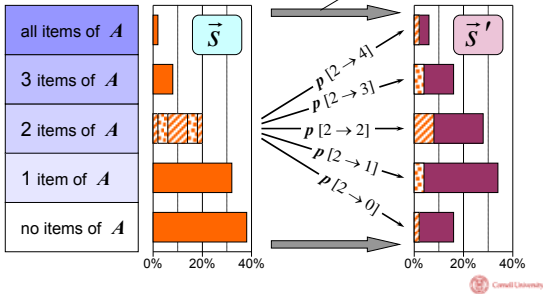 all items of A
3 items of A
2 items of A
1 item of A
no items of A
S
p [2 → 4]
p [2 → 3]
p [2 → 2]
p [2 → 1]
p [2 → 0]
S ′
0% 20% 40%
0% 20% 40%
Cornell University